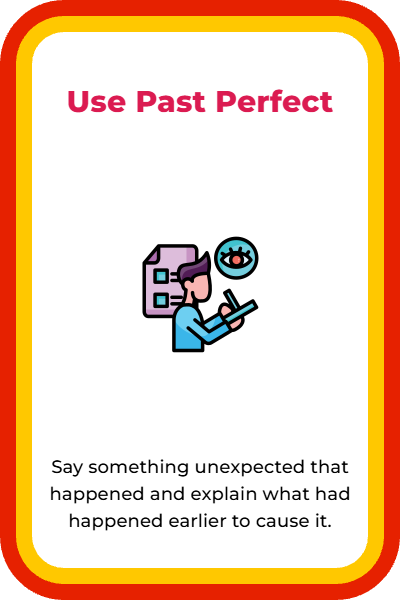 Use Past Perfect
Say something unexpected that
happened and explain what had
happened earlier to cause it.